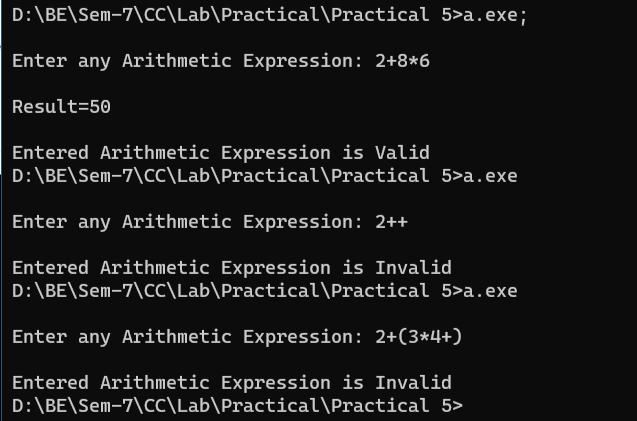 D:\BE\Sem-7\CC\Lab\Practical\Practical 5>a.exe;
Enter any Arithmetic Expression: 2+8*6
Result=50
Entered Arithmetic Expression is Valid
D:\BE\Sem-7\CC\Lab\Practical\Practical 5>a.exe
Enter any Arithmetic Expression: 2++
Entered Arithmetic Expression is Invalid
D:\BE\Sem-7\CC\Lab\Practical\Practical 5>a.exe
Enter any Arithmetic Expression: 2+(3*4+)
Entered Arithmetic Expression is Invalid
D:\BE\Sem-7\CC\Lab\Practical\Practical 5>